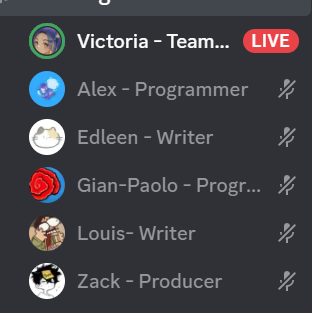 Victoria - Team... LIVE
Alex - Programmer
Edleen - Writer
Gian-Paolo - Progr...
Louis- Writer
Zack - Producer